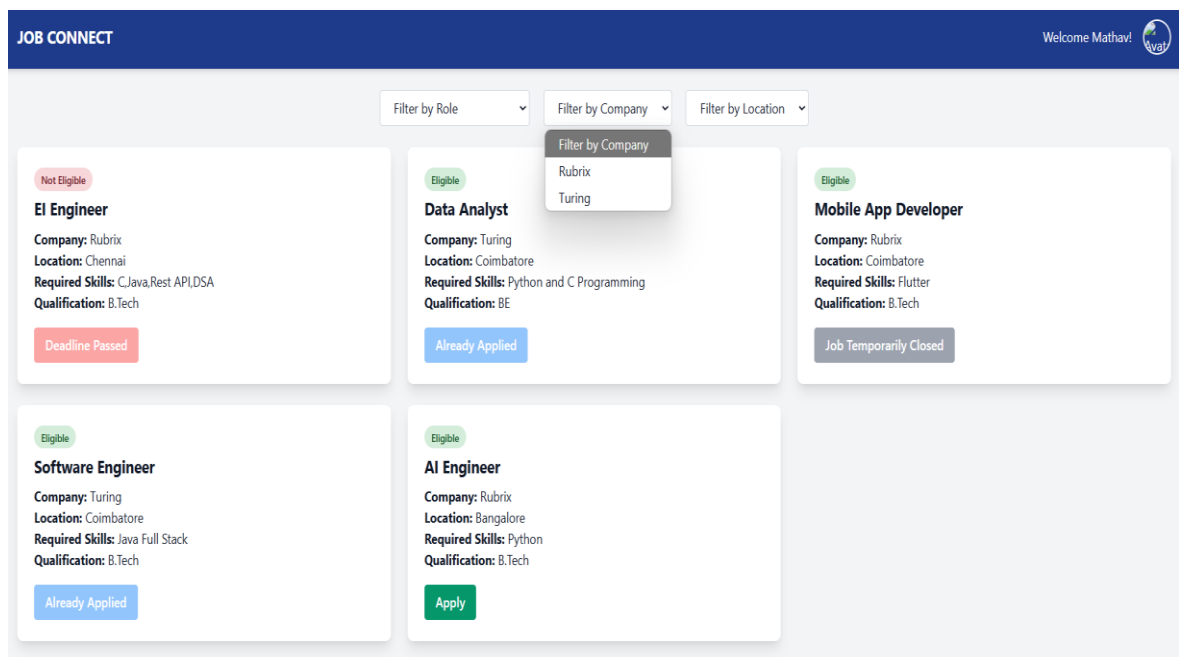 JOB CONNECT
Welcome Mathav!
Avat
Filter by Role
Filter by Company
Filter by Location
Filter by Company
Rubrix
Turing
Not Eligible
EI Engineer
Company: Rubrix
Location: Chennai
Required Skills: C,Java,Rest API,DSA
Qualification: B.Tech
Deadline Passed
Eligible
Data Analyst
Company: Turing
Location: Coimbatore
Required Skills: Python and C Programming
Qualification: BE
Already Applied
Eligible
Mobile App Developer
Company: Rubrix
Location: Coimbatore
Required Skills: Flutter
Qualification: B.Tech
Job Temporarily Closed
Eligible
Software Engineer
Company: Turing
Location: Coimbatore
Required Skills: Java Full Stack
Qualification: B.Tech
Already Applied
Eligible
AI Engineer
Company: Rubrix
Location: Bangalore
Required Skills: Python
Qualification: B.Tech
Apply